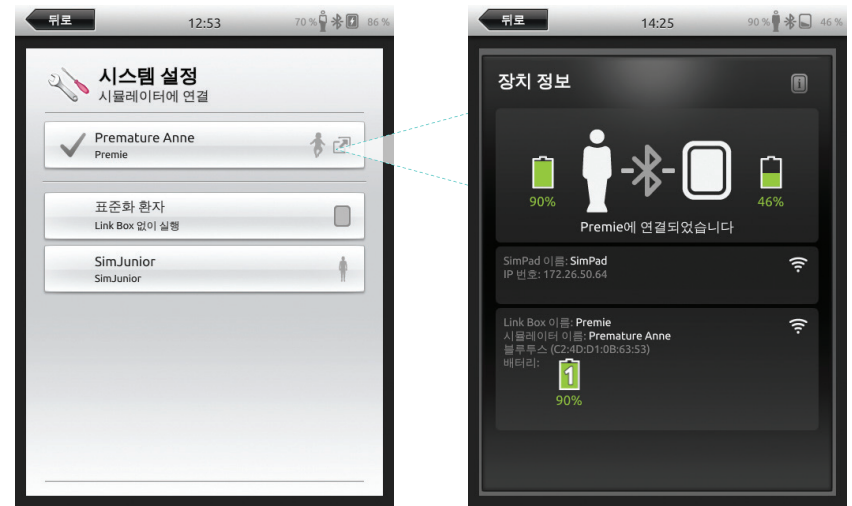 뒤로
12:53
70 %
86 %
시스템 설정
시뮬레이터에 연결
Premature Anne
Premie
표준화 환자
Link Box 없이 실행
SimJunior
SimJunior
뒤로
14:25
90 %
46 %
장치 정보
90%
46%
Premie에 연결되었습니다
SimPad 이름: SimPad
IP 번호: 172.26.50.64
Link Box 이름: Premie
시뮬레이터 이름: Premature Anne
블루투스 (C2:4D:D1:0B:63:53)
배터리:
1
90%